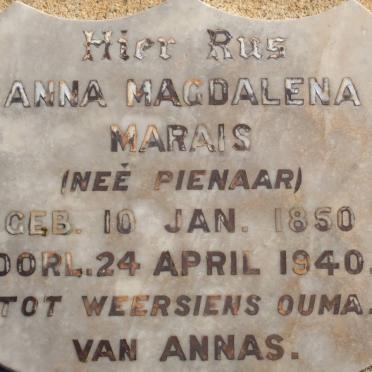 Hier Rus
ANNA MAGDALENA
MARAIS
(NEÉ PIENAAR)
GEB. 10 JAN. 1850
OORL. 24 APRIL 1940.
TOT WEERSIENS OUMA.
VAN ANNAS.